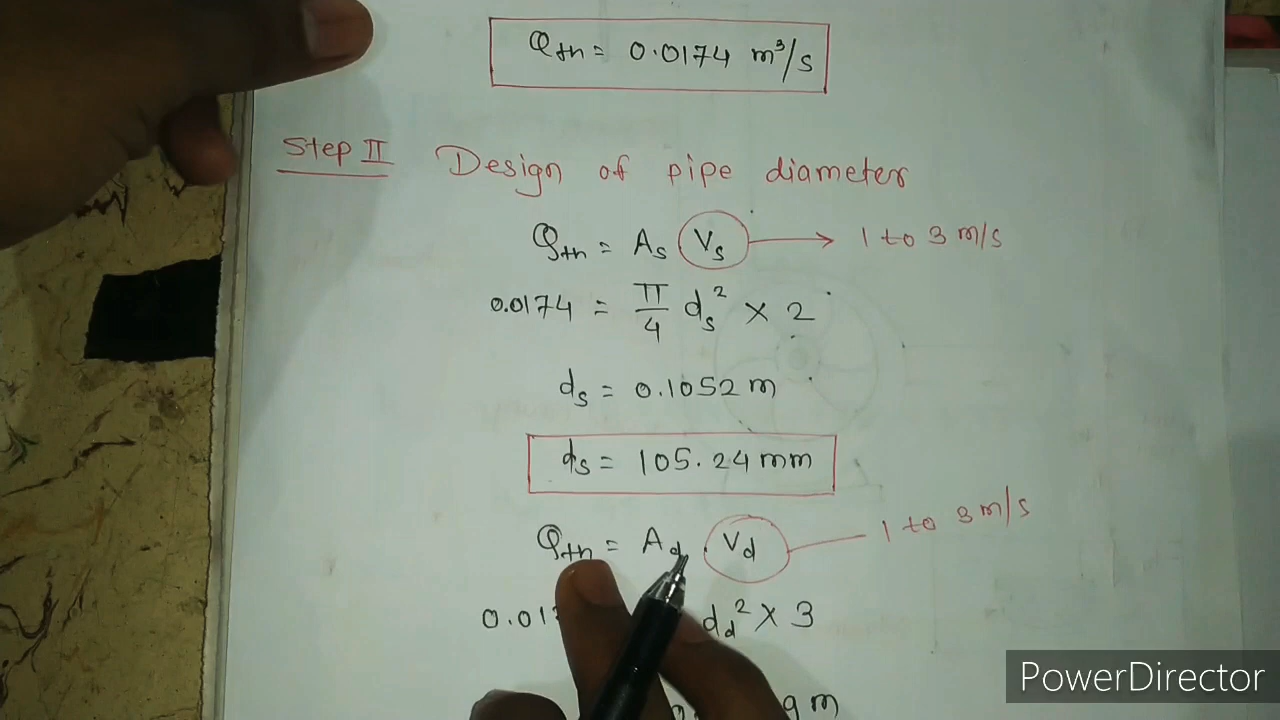 Qth = 0.0174 m³/s
Step II Design of pipe diameter
Qth = As Vs → 1 to 3 m/s
0.0174 = π/4 ds² × 2
ds = 0.1052 m
ds = 105.24 mm
Qth = Ad . Vd 1 to 3 m/s
dd² × 3
PowerDirector